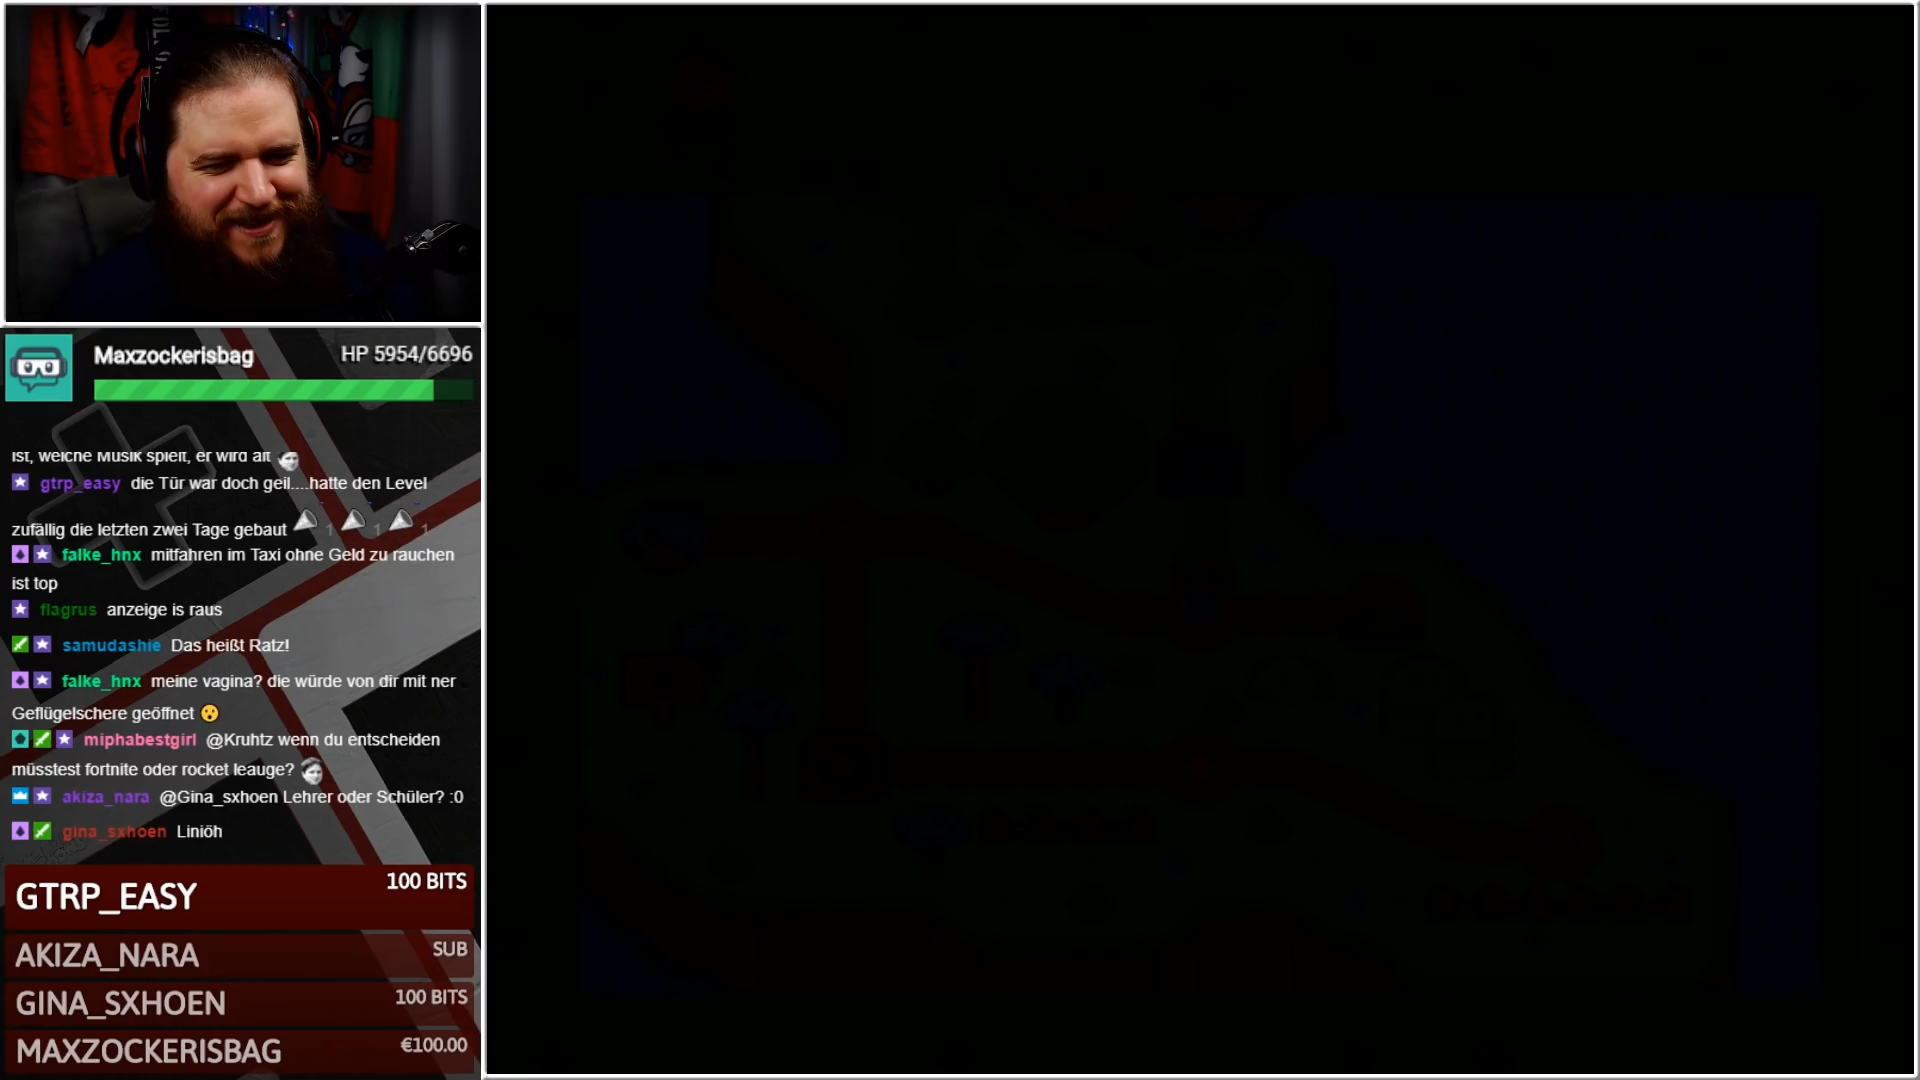 Maxzockerisbag HP 5954/6696
ist, welche Musik spielt, er wird alt
gtrp_easy die Tür war doch geil....hatte den Level
zufällig die letzten zwei Tage gebaut 1 1 1
falke_hnx mitfahren im Taxi ohne Geld zu rauchen
ist top
flagrus anzeige is raus
samudashie Das heißt Ratz!
falke_hnx meine vagina? die würde von dir mit ner
Geflügelschere geöffnet 😮
miphabestgirl @Kruhtz wenn du entscheiden
müsstest fortnite oder rocket leauge?
akiza_nara @Gina_sxhoen Lehrer oder Schüler? :0
gina_sxhoen Liniöh
GTRP_EASY 100 BITS
AKIZA_NARA SUB
GINA_SXHOEN 100 BITS
MAXZOCKERISBAG €100.00